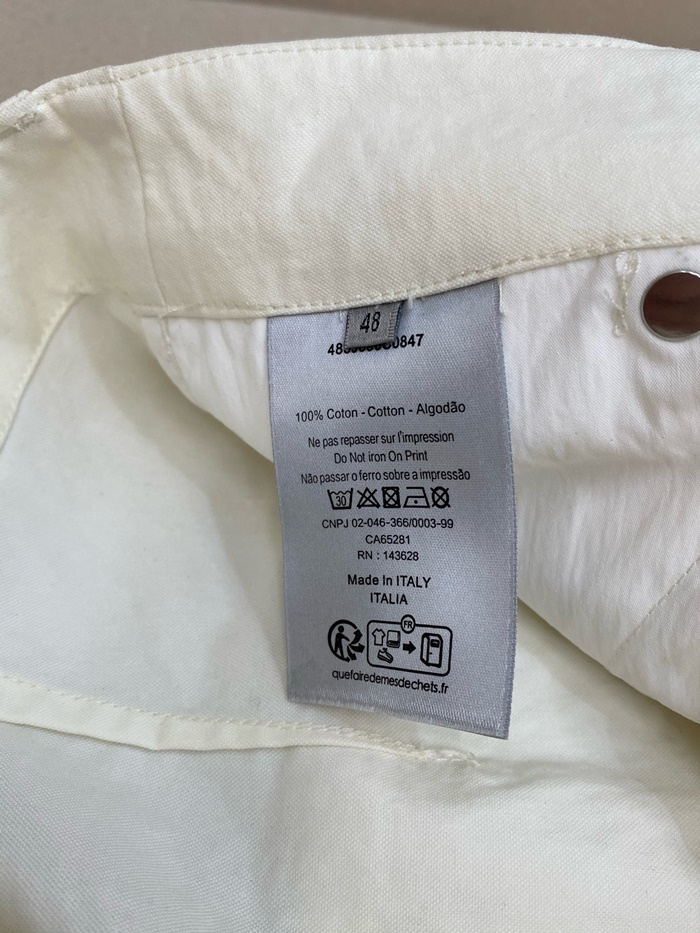 48
100% Coton - Cotton - Algodão
Ne pas repasser sur l'impression
Do Not iron On Print
Não passar o ferro sobre a impressão
30
CNPJ 02-046-366/0003-99
CA65281
RN : 143628
Made In ITALY
ITALIA
FR
quefairedemesdechets.fr